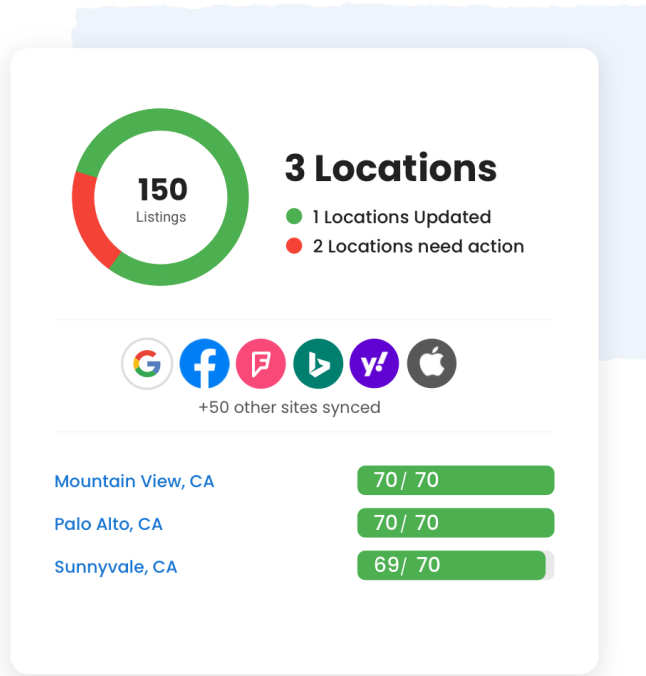 150
Listings
3 Locations
1 Locations Updated
2 Locations need action
G
f
b
y!
+50 other sites synced
Mountain View, CA
70/ 70
Palo Alto, CA
70/ 70
Sunnyvale, CA
69/ 70